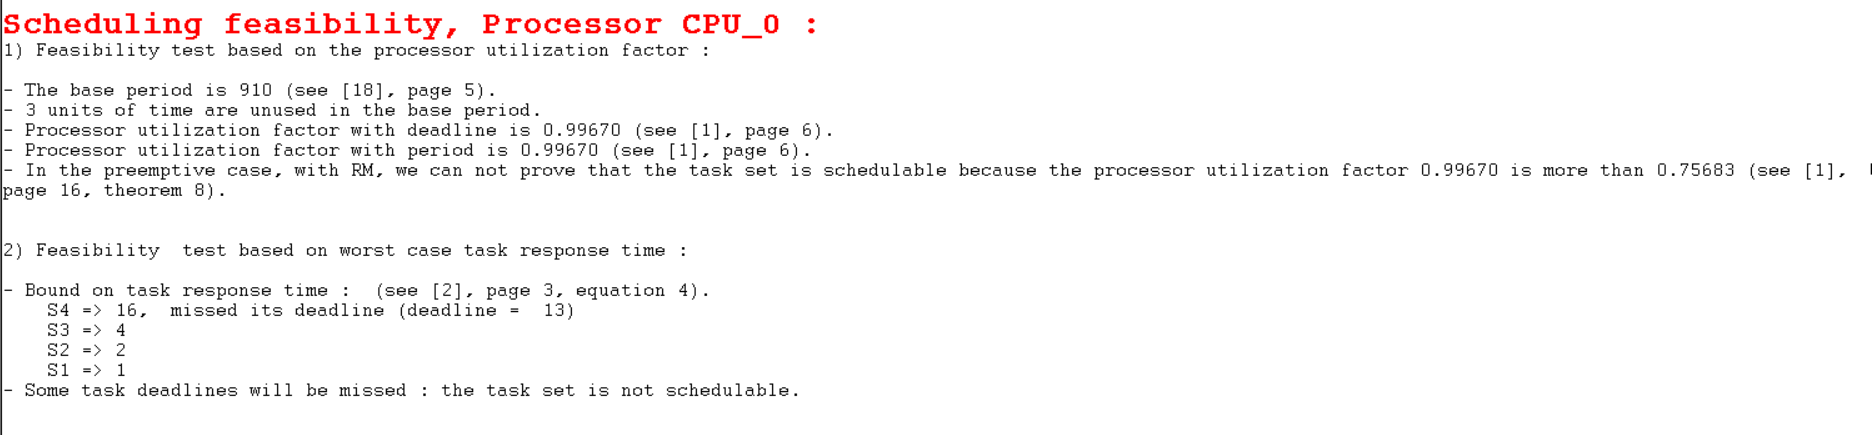 Scheduling feasibility, Processor CPU_0 :
1) Feasibility test based on the processor utilization factor :
- The base period is 910 (see [18], page 5).
- 3 units of time are unused in the base period.
- Processor utilization factor with deadline is 0.99670 (see [1], page 6).
- Processor utilization factor with period is 0.99670 (see [1], page 6).
- In the preemptive case, with RM, we can not prove that the task set is schedulable because the processor utilization factor 0.99670 is more than 0.75683 (see [1],
page 16, theorem 8).
2) Feasibility  test based on worst case task response time :
- Bound on task response time :  (see [2], page 3, equation 4).
    S4 => 16,  missed its deadline (deadline =  13)
    S3 => 4
    S2 => 2
    S1 => 1
- Some task deadlines will be missed : the task set is not schedulable.